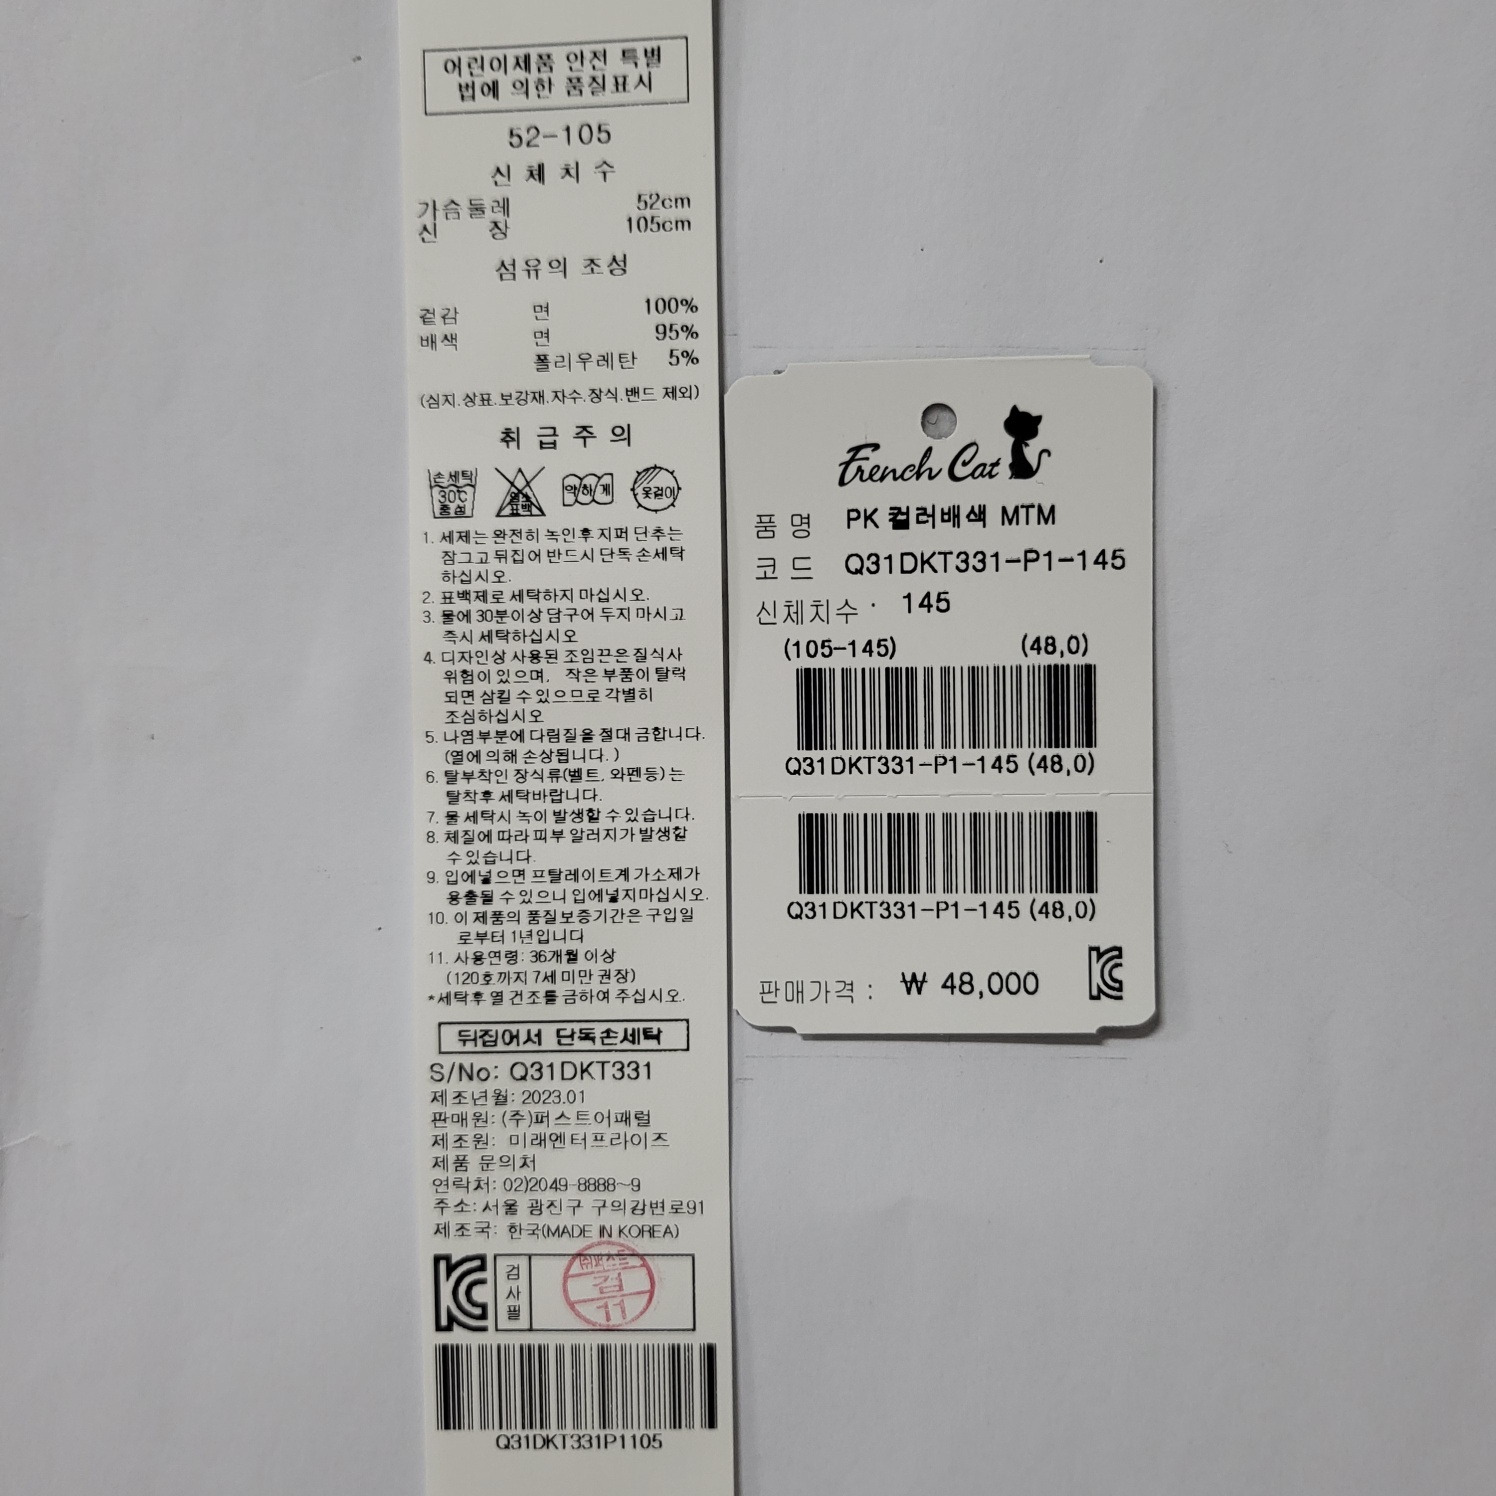 어린이제품 안전 특별
법에 의한 품질표시
52-105
신 체 치 수
가슴둘레 52cm
신 장 105cm
섬유의 조성
겉감 면 100%
배색 면 95%
폴리우레탄 5%
(심지.상표.보강재.자수.장식.밴드 제외)
취 급 주 의
손세탁
30℃
중성
염소
표백
약하게
옷걸이
1. 세제는 완전히 녹인후 지퍼 단추는
잠그고 뒤집어 반드시 단독 손세탁
하십시오.
2. 표백제로 세탁하지 마십시오.
3. 물에 30분이상 담구어 두지 마시고
즉시 세탁하십시오
4. 디자인상 사용된 조임끈은 질식사
위험이 있으며, 작은 부품이 탈락
되면 삼킬 수 있으므로 각별히
조심하십시오
5. 나염부분에 다림질을 절대 금합니다.
(열에 의해 손상됩니다. )
6. 탈부착인 장식류(벨트, 와펜등)는
탈착후 세탁바랍니다.
7. 물 세탁시 녹이 발생할 수 있습니다.
8. 체질에 따라 피부 알러지가 발생할
수 있습니다.
9. 입에넣으면 프탈레이트계 가소제가
용출될 수 있으니 입에넣지마십시오.
10. 이 제품의 품질보증기간은 구입일
로부터 1년입니다
11. 사용연령: 36개월 이상
(120호까지 7세 미만 권장)
*세탁후 열 건조를 금하여 주십시오.
뒤집어서 단독손세탁
S/No: Q31DKT331
제조년월: 2023.01
판매원: (주)퍼스트어패럴
제조원: 미래엔터프라이즈
제품 문의처
연락처: 02)2049-8888~9
주소: 서울 광진구 구의강변로91
제조국: 한국(MADE IN KOREA)
KC
검사필
(주)퍼스트
검
11
Q31DKT331P1105
French Cat
품 명 PK 컬러배색 MTM
코 드 Q31DKT331-P1-145
신체치수 · 145
(105-145) (48,0)
Q31DKT331-P1-145 (48,0)
Q31DKT331-P1-145 (48,0)
판매가격 : ₩ 48,000
KC